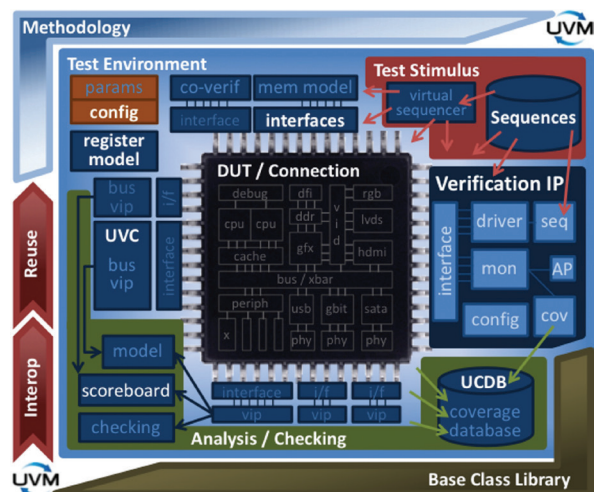 Methodology
UVM
Test Environment
params
config
co-verif
mem model
interface
interfaces
register
model
Test Stimulus
virtual
sequencer
Sequences
DUT / Connection
debug
dfi
rgb
cpu
cpu
ddr
v
i
d
lvds
gfx
hdmi
cache
bus / xbar
periph
usb
gbit
sata
x
phy
phy
phy
bus
vip
i/f
UVC
bus
vip
interface
Verification IP
interface
driver
seq
mon
AP
config
cov
Reuse
Interop
model
scoreboard
checking
interface
i/f
i/f
vip
vip
vip
Analysis / Checking
UCDB
coverage
database
UVM
Base Class Library